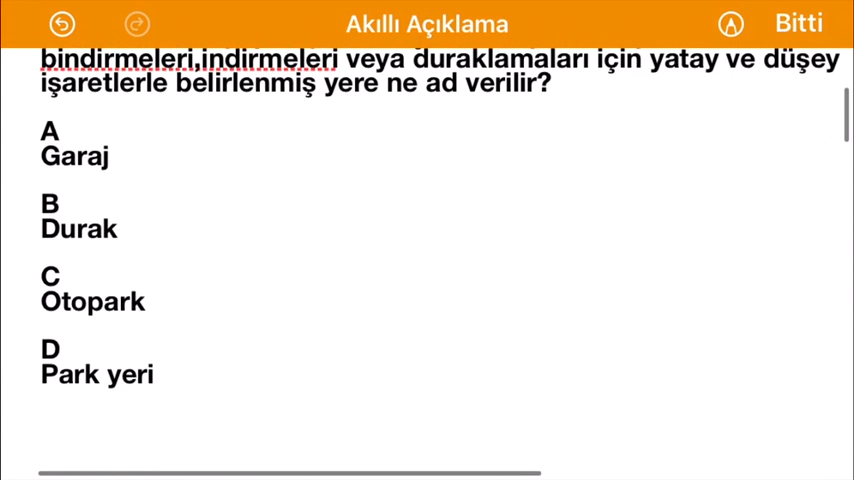 Akıllı Açıklama
Bitti
bindirmeleri,indirmeleri veya duraklamaları için yatay ve düşey
işaretlerle belirlenmiş yere ne ad verilir?
A
Garaj
B
Durak
C
Otopark
D
Park yeri